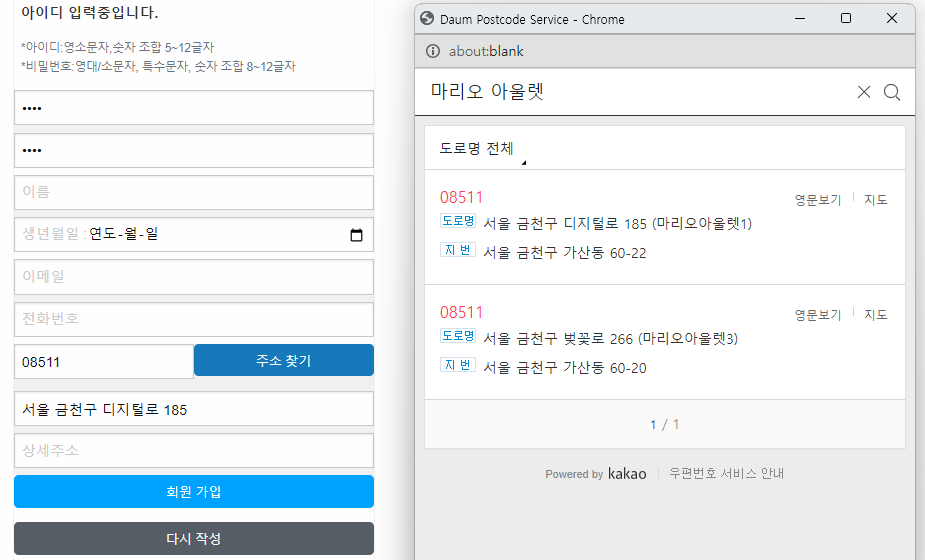 아이디 입력중입니다.
*아이디:영소문자,숫자 조합 5~12글자
*비밀번호:영대/소문자, 특수문자, 숫자 조합 8~12글자
••••
••••
이름
생년월일 :연도-월-일
이메일
전화번호
08511 주소 찾기
서울 금천구 디지털로 185
상세주소
회원 가입
다시 작성
Daum Postcode Service - Chrome
about:blank
마리오 아울렛
도로명 전체
08511 영문보기 지도
도로명 서울 금천구 디지털로 185 (마리오아울렛1)
지 번 서울 금천구 가산동 60-22
08511 영문보기 지도
도로명 서울 금천구 벚꽃로 266 (마리오아울렛3)
지 번 서울 금천구 가산동 60-20
1 / 1
Powered by kakao 우편번호 서비스 안내